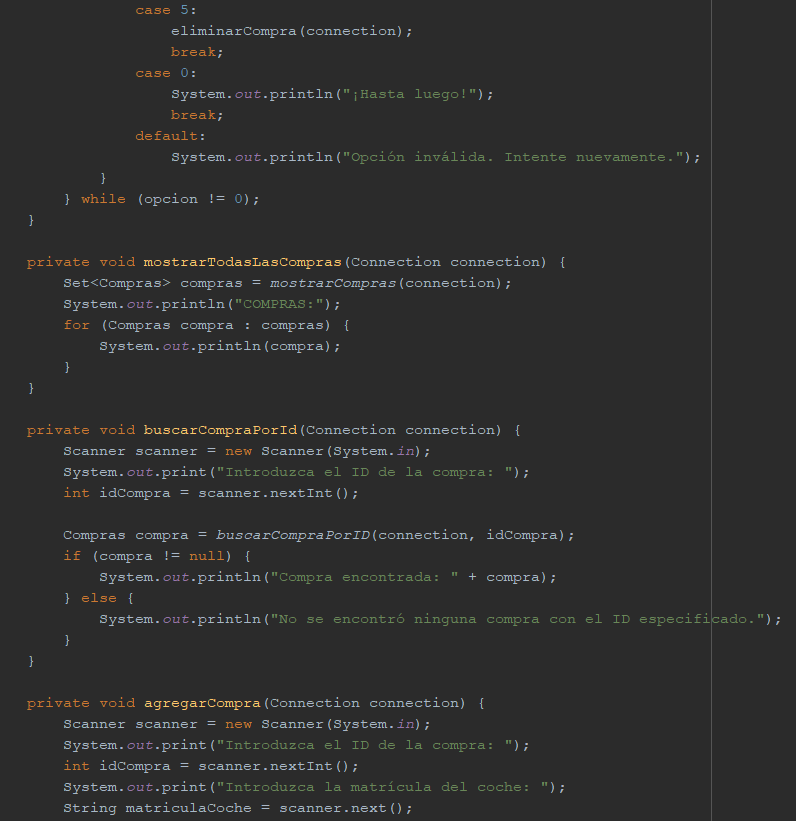 case 5:
                eliminarCompra(connection);
                break;
            case 0:
                System.out.println("¡Hasta luego!");
                break;
            default:
                System.out.println("Opción inválida. Intente nuevamente.");
        }
    } while (opcion != 0);
}

private void mostrarTodasLasCompras(Connection connection) {
    Set<Compras> compras = mostrarCompras(connection);
    System.out.println("COMPRAS:");
    for (Compras compra : compras) {
        System.out.println(compra);
    }
}

private void buscarCompraPorId(Connection connection) {
    Scanner scanner = new Scanner(System.in);
    System.out.print("Introduzca el ID de la compra: ");
    int idCompra = scanner.nextInt();

    Compras compra = buscarCompraPorID(connection, idCompra);
    if (compra != null) {
        System.out.println("Compra encontrada: " + compra);
    } else {
        System.out.println("No se encontró ninguna compra con el ID especificado.");
    }
}

private void agregarCompra(Connection connection) {
    Scanner scanner = new Scanner(System.in);
    System.out.print("Introduzca el ID de la compra: ");
    int idCompra = scanner.nextInt();
    System.out.print("Introduzca la matrícula del coche: ");
    String matriculaCoche = scanner.next();